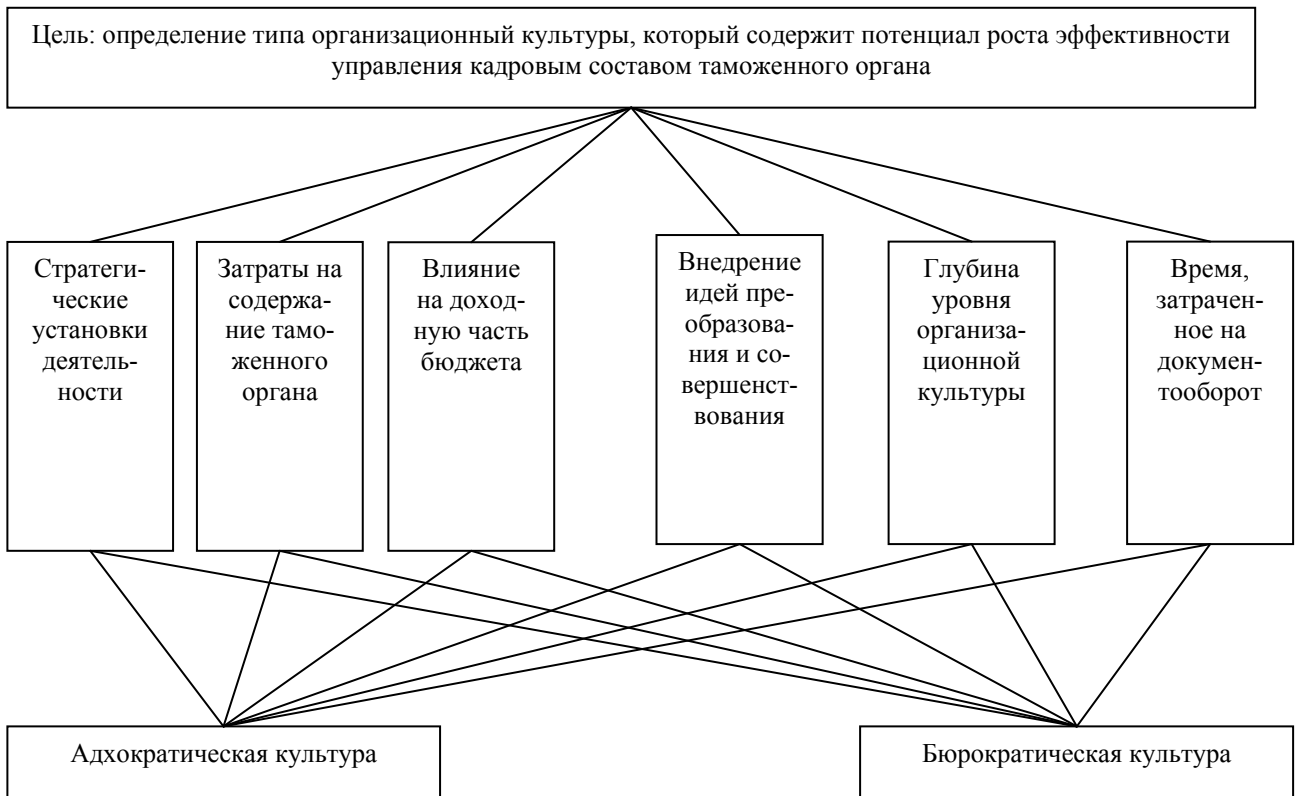 Цель: определение типа организационный культуры, который содержит потенциал роста эффективности
управления кадровым составом таможенного органа
Стратеги-
ческие
установки
деятель-
ности
Затраты на
содержа-
ние тамо-
женного
органа
Влияние
на доход-
ную часть
бюджета
Внедрение
идей пре-
образова-
ния и со-
вершенст-
вования
Глубина
уровня
организа-
ционной
культуры
Время,
затрачен-
ное на
докумен-
тооборот
Адхократическая культура
Бюрократическая культура